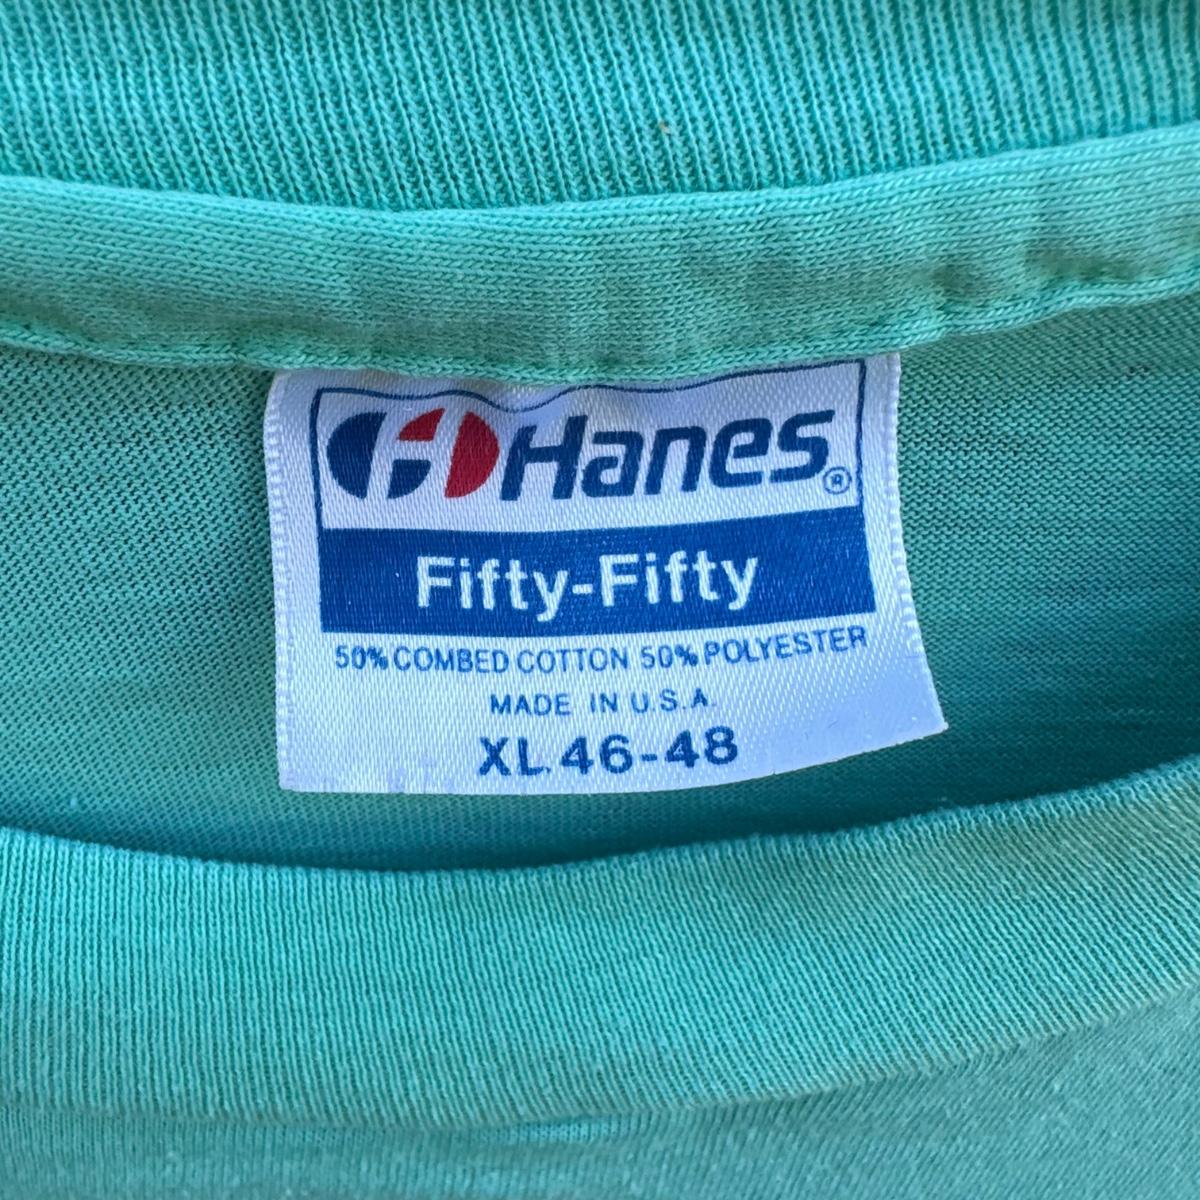 Hanes®
Fifty-Fifty
50% COMBED COTTON 50% POLYESTER
MADE IN U.S.A.
XL 46-48